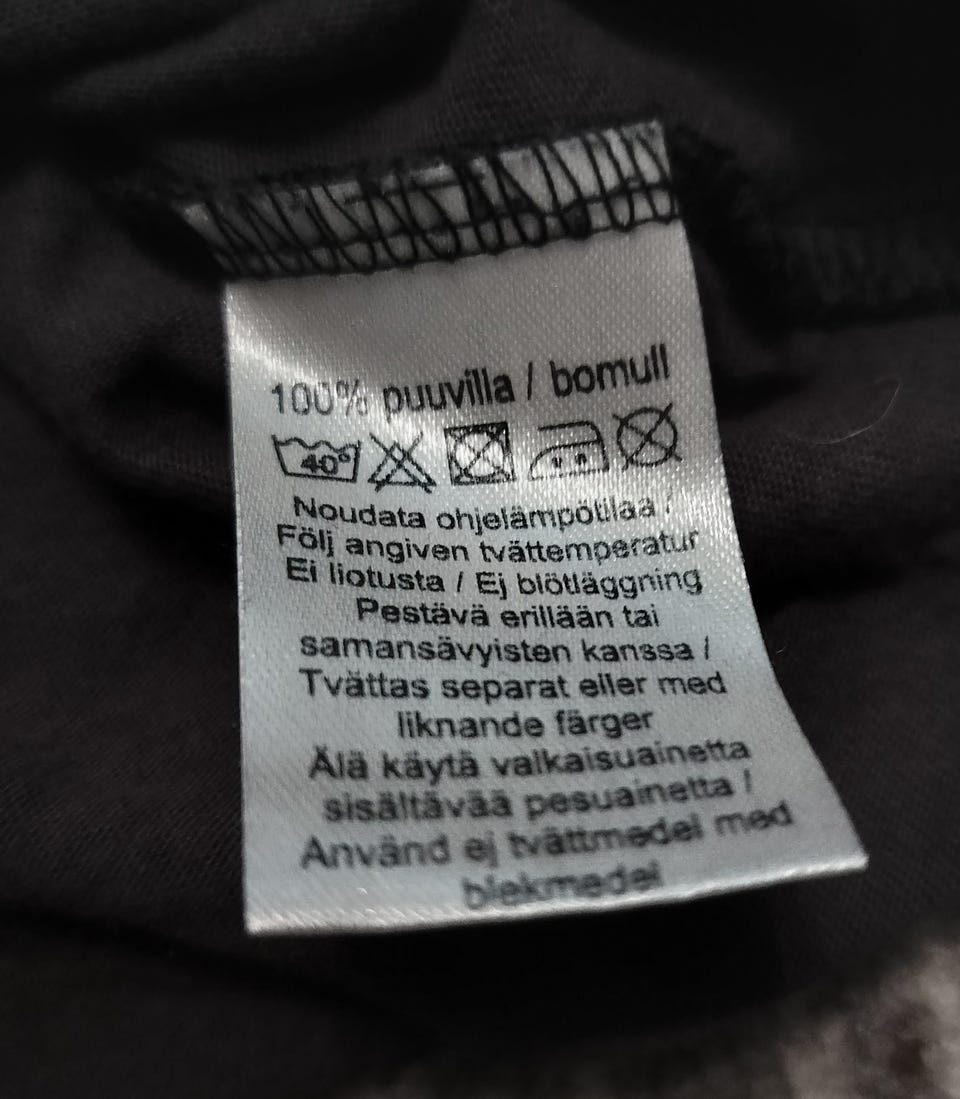 100% puuvilla / bomull
40°
Noudata ohjelämpötilaa /
Följ angiven tvättemperatur
Ei liotusta / Ej blötläggning
Pestävä erillään tai
samansävyisten kanssa /
Tvättas separat eller med
liknande färger
Älä käytä valkaisuainetta
sisältävää pesuainetta /
Använd ej tvättmedel med
blekmedel